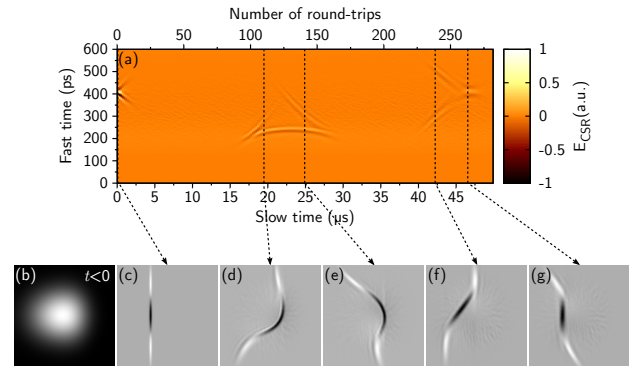 Number of round-trips
0 50 100 150 200 250
(a)
Fast time (ps)
600
500
400
300
200
100
0
0 5 10 15 20 25 30 35 40 45
Slow time (µs)
1
0.5
0
-0.5
-1
E_CSR(a.u.)
(b) t<0 (c) (d) (e) (f) (g)